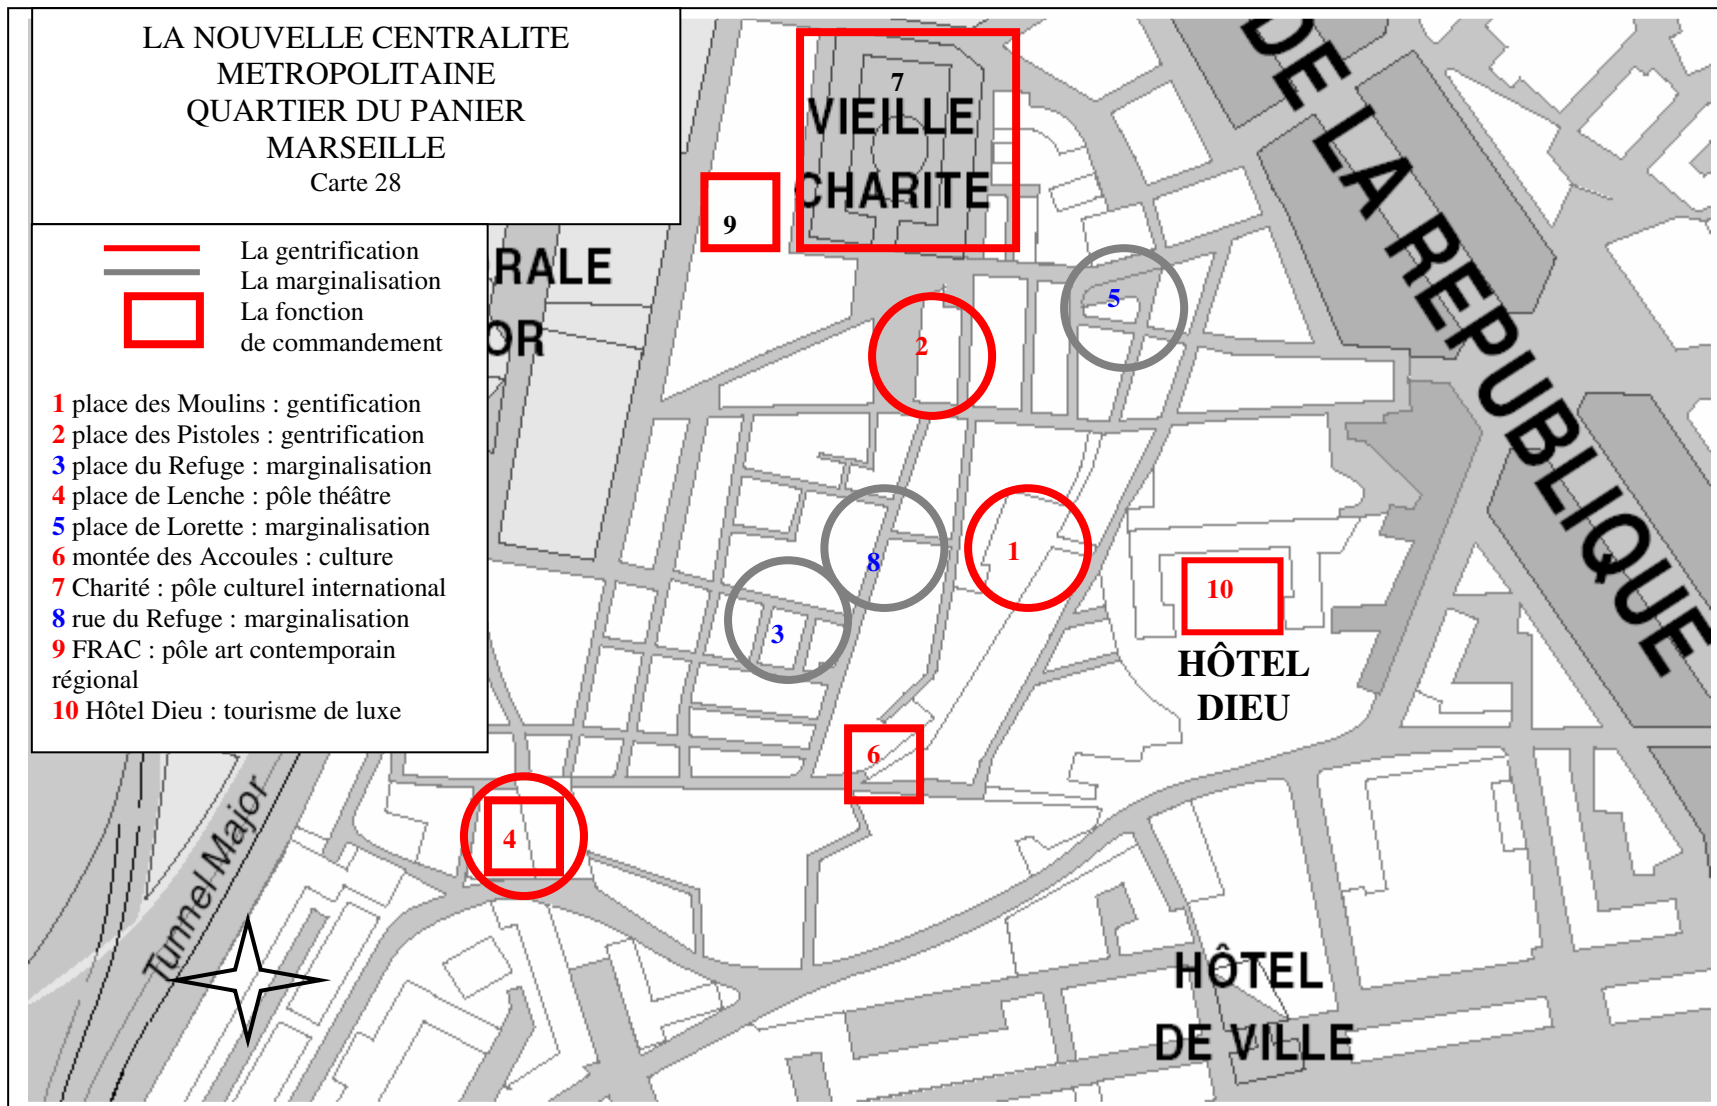 LA NOUVELLE CENTRALITE
METROPOLITAINE
QUARTIER DU PANIER
MARSEILLE
Carte 28
La gentrification
La marginalisation
La fonction
de commandement
1 place des Moulins : gentification
2 place des Pistoles : gentrification
3 place du Refuge : marginalisation
4 place de Lenche : pôle théâtre
5 place de Lorette : marginalisation
6 montée des Accoules : culture
7 Charité : pôle culturel international
8 rue du Refuge : marginalisation
9 FRAC : pôle art contemporain
régional
10 Hôtel Dieu : tourisme de luxe
7
VIEILLE
CHARITE
9
RALE
OR
DE LA REPUBLIQUE
5
2
8
1
3
10
HÔTEL
DIEU
6
4
Tunnel Major
HÔTEL
DE VILLE